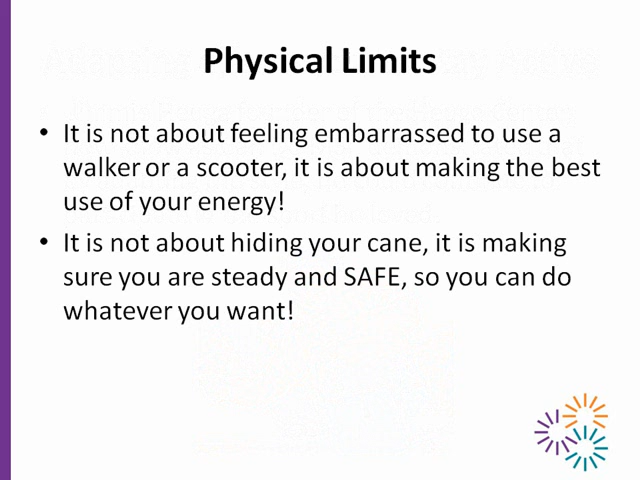 Physical Limits
• It is not about feeling embarrassed to use a
walker or a scooter, it is about making the best
use of your energy!
• It is not about hiding your cane, it is making
sure you are steady and SAFE, so you can do
whatever you want!